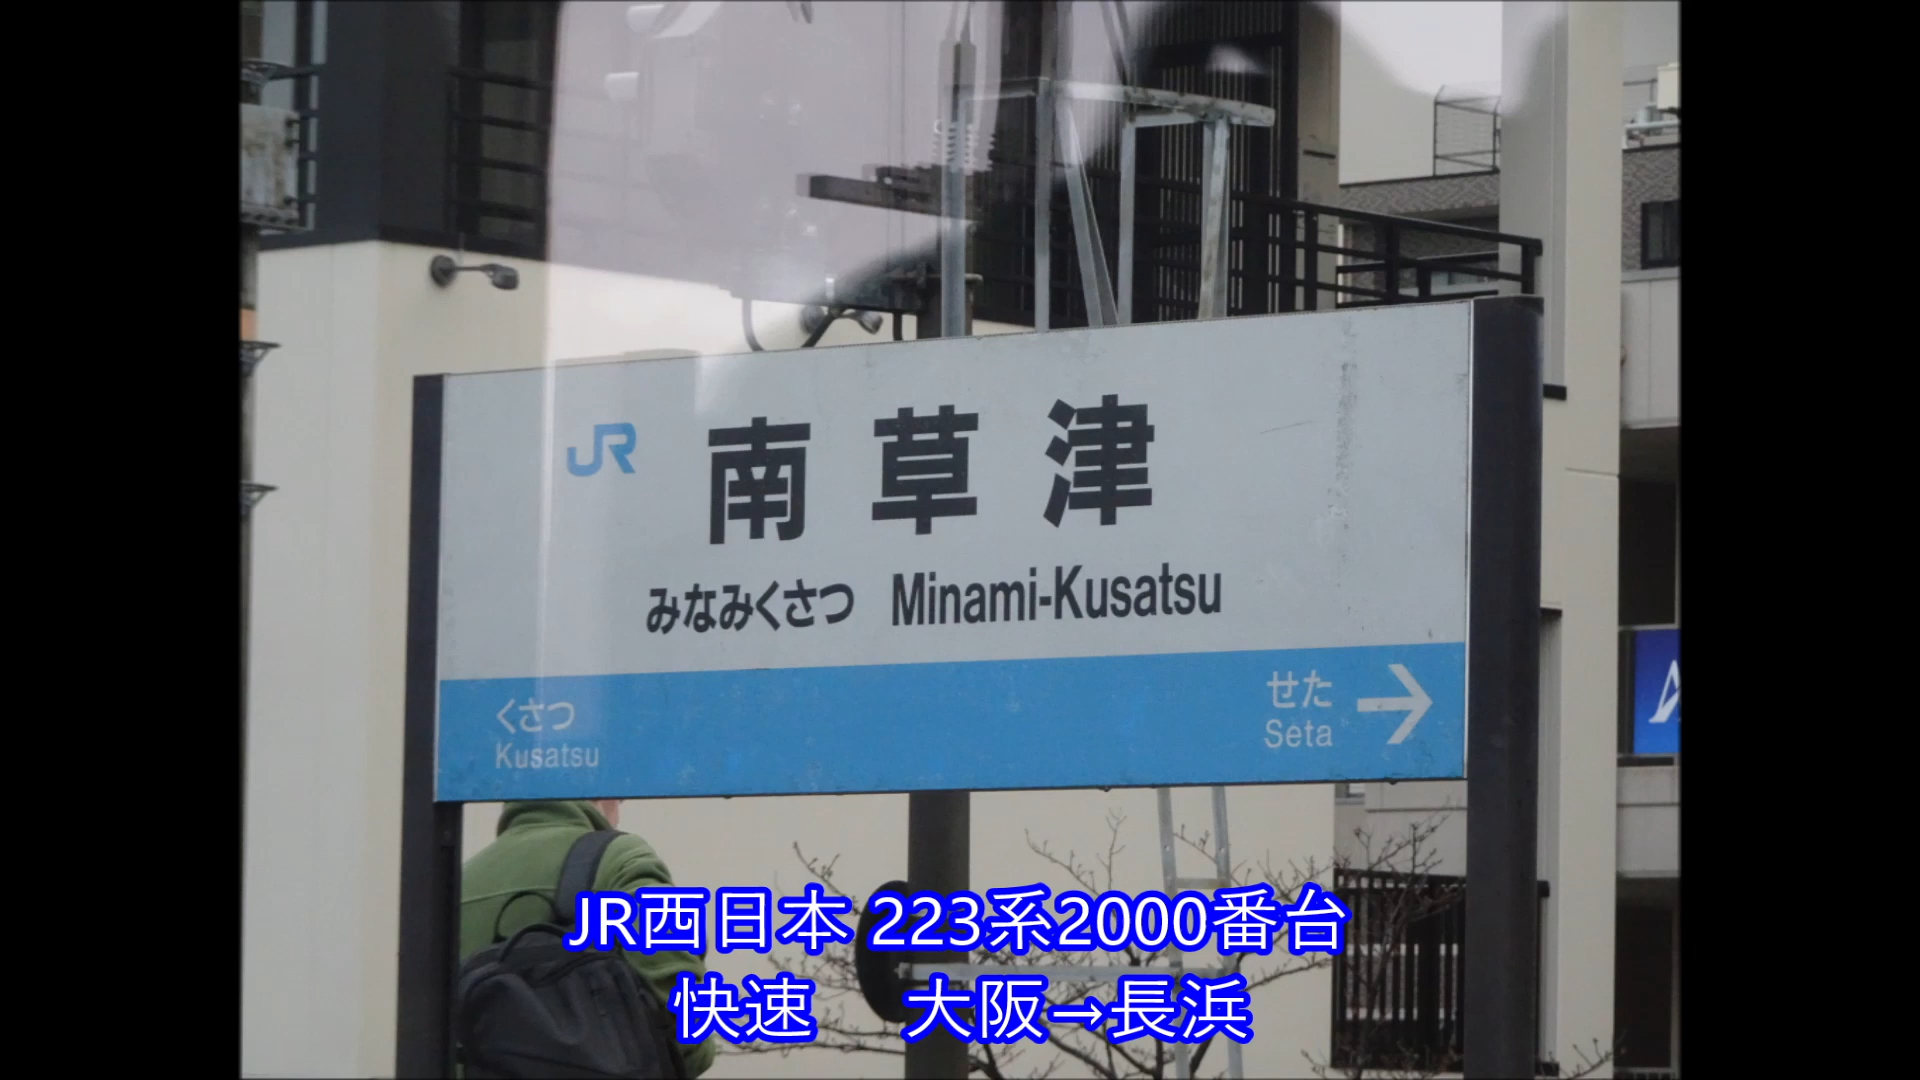 JR 南草津
みなみくさつ Minami-Kusatsu
くさつ
Kusatsu
せた →
Seta
JR西日本 223系2000番台
快速 大阪→長浜